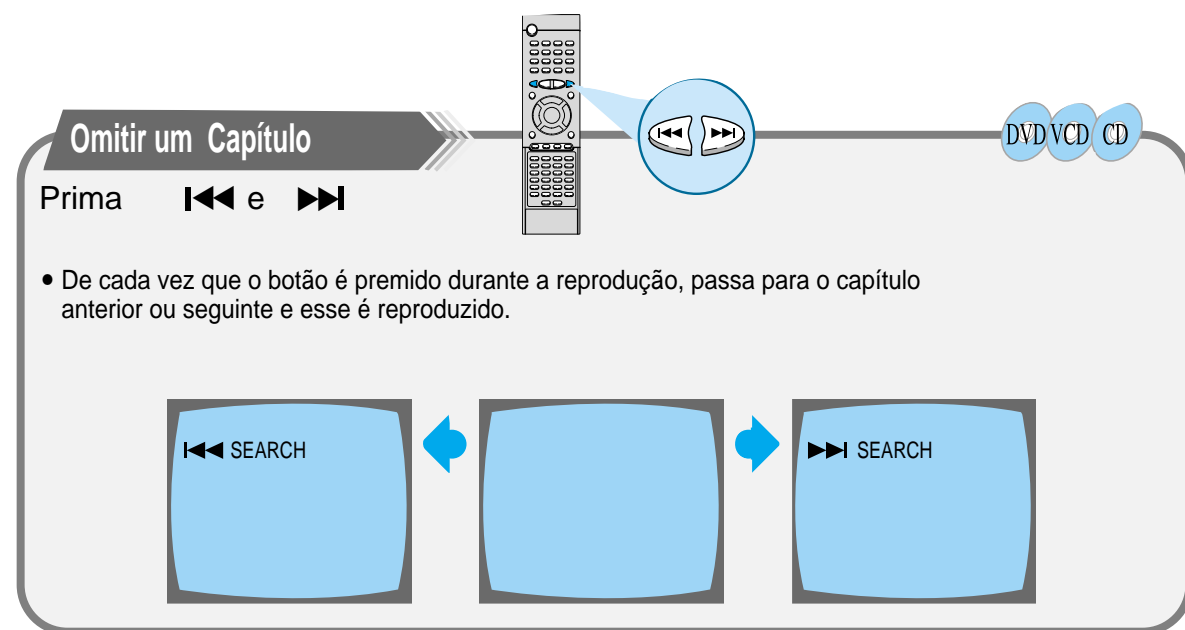 Omitir um Capítulo
DVD VCD CD
Prima ⏮ e ⏭
• De cada vez que o botão é premido durante a reprodução, passa para o capítulo
anterior ou seguinte e esse é reproduzido.
⏮ SEARCH
⏭ SEARCH